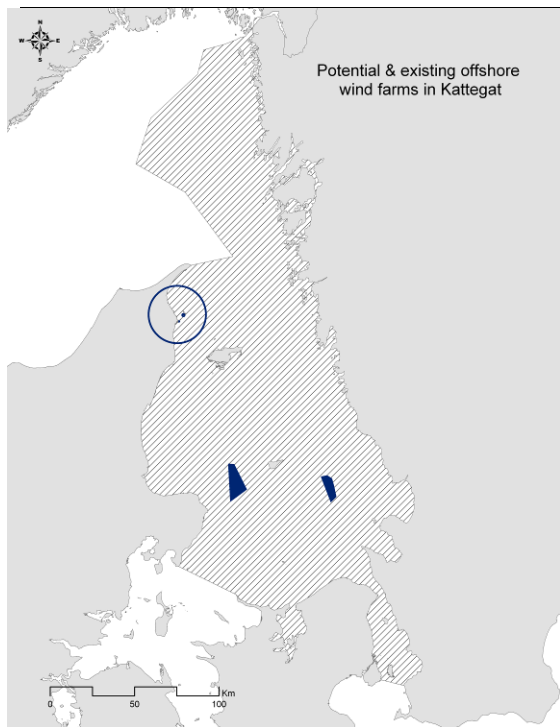 N
W E
S
Potential & existing offshore
wind farms in Kattegat
Km
0 50 100